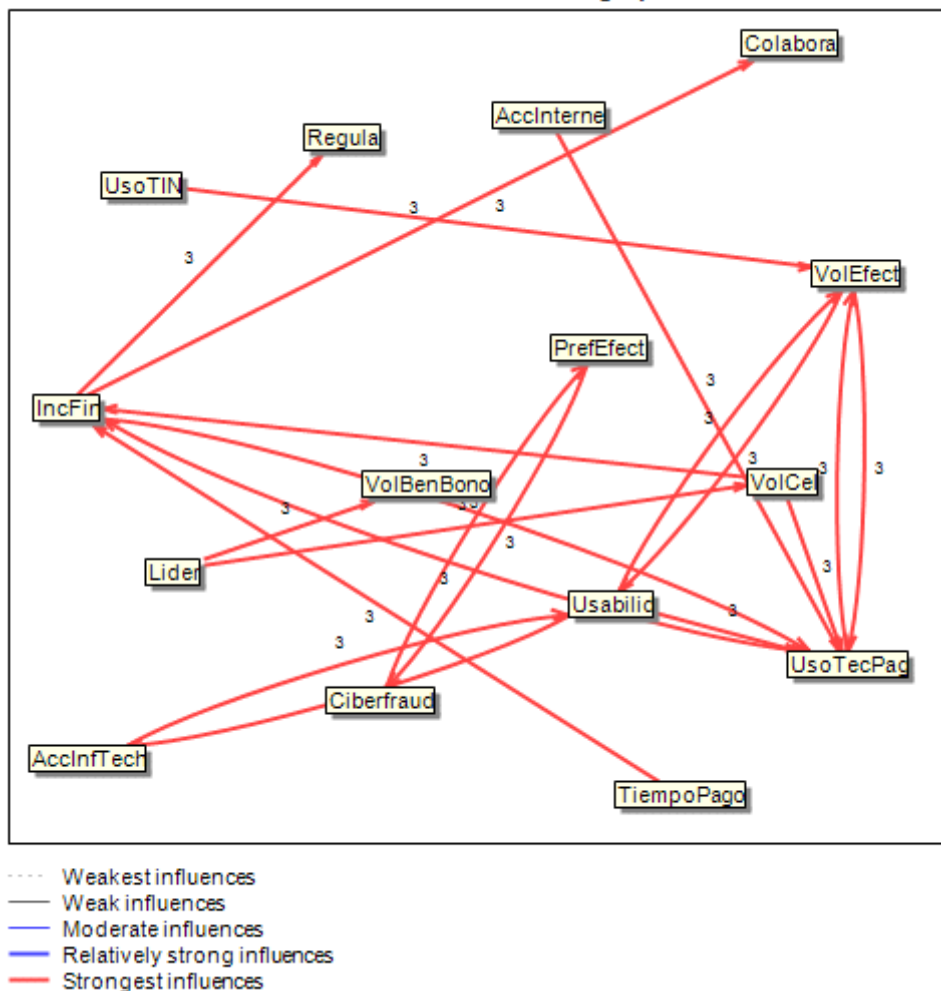 Colabora
AccInterne
Regula
UsoTIN
3
3
3
VolEfect
PrefEfect
3
IncFin
3
3
3
3
3
VolBenBono
VolCel
3
3
3
3
Lider
3
3
Usabilid
3
3
3
UsoTecPag
Ciberfraud
AccInfTech
TiempoPago
Weakest influences
Weak influences
Moderate influences
Relatively strong influences
Strongest influences